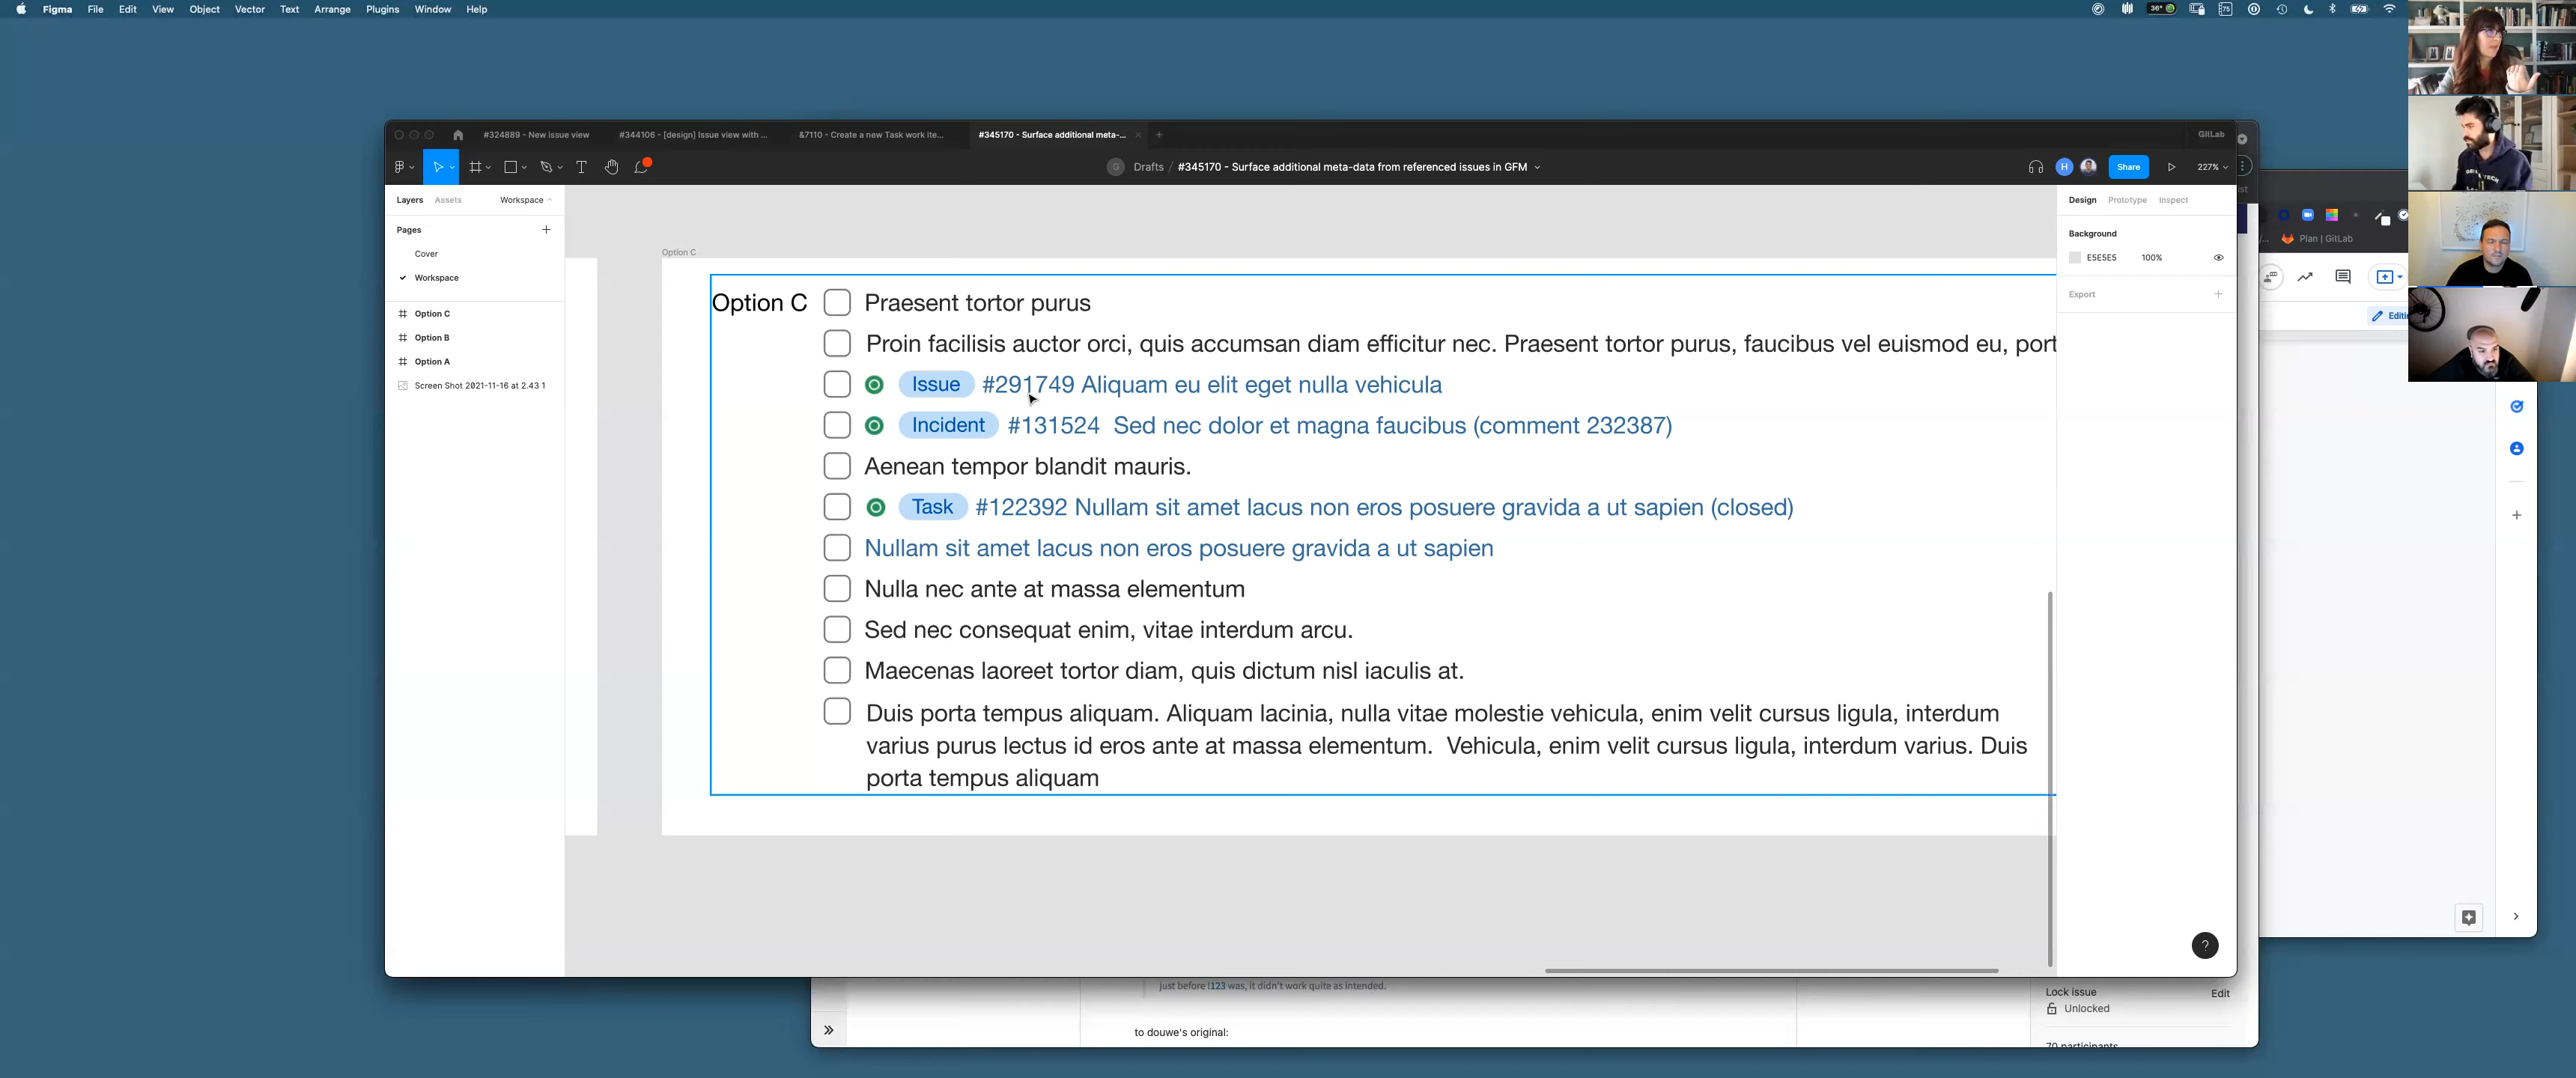 Figma File Edit View Object Vector Text Arrange Plugins Window Help
36°
75
#324889 - New issue view
#344106 - [design] Issue view with ...
&7110 - Create a new Task work ite...
#345170 - Surface additional meta-...
GitLab
Drafts / #345170 - Surface additional meta-data from referenced issues in GFM
H
Share
227%
Layers Assets Workspace
Pages
Cover
Workspace
Option C
Option B
Option A
Screen Shot 2021-11-16 at 2.43 1
Option C
Option C
Praesent tortor purus
Proin facilisis auctor orci, quis accumsan diam efficitur nec. Praesent tortor purus, faucibus vel euismod eu, port
Issue #291749 Aliquam eu elit eget nulla vehicula
Incident #131524 Sed nec dolor et magna faucibus (comment 232387)
Aenean tempor blandit mauris.
Task #122392 Nullam sit amet lacus non eros posuere gravida a ut sapien (closed)
Nullam sit amet lacus non eros posuere gravida a ut sapien
Nulla nec ante at massa elementum
Sed nec consequat enim, vitae interdum arcu.
Maecenas laoreet tortor diam, quis dictum nisl iaculis at.
Duis porta tempus aliquam. Aliquam lacinia, nulla vitae molestie vehicula, enim velit cursus ligula, interdum
varius purus lectus id eros ante at massa elementum. Vehicula, enim velit cursus ligula, interdum varius. Duis
porta tempus aliquam
Design Prototype Inspect
Background
E5E5E5 100%
Export
?
Plan | GitLab
Editi
just before !123 was, it didn't work quite as intended.
to douwe's original:
Lock issue
Edit
Unlocked
70 participants